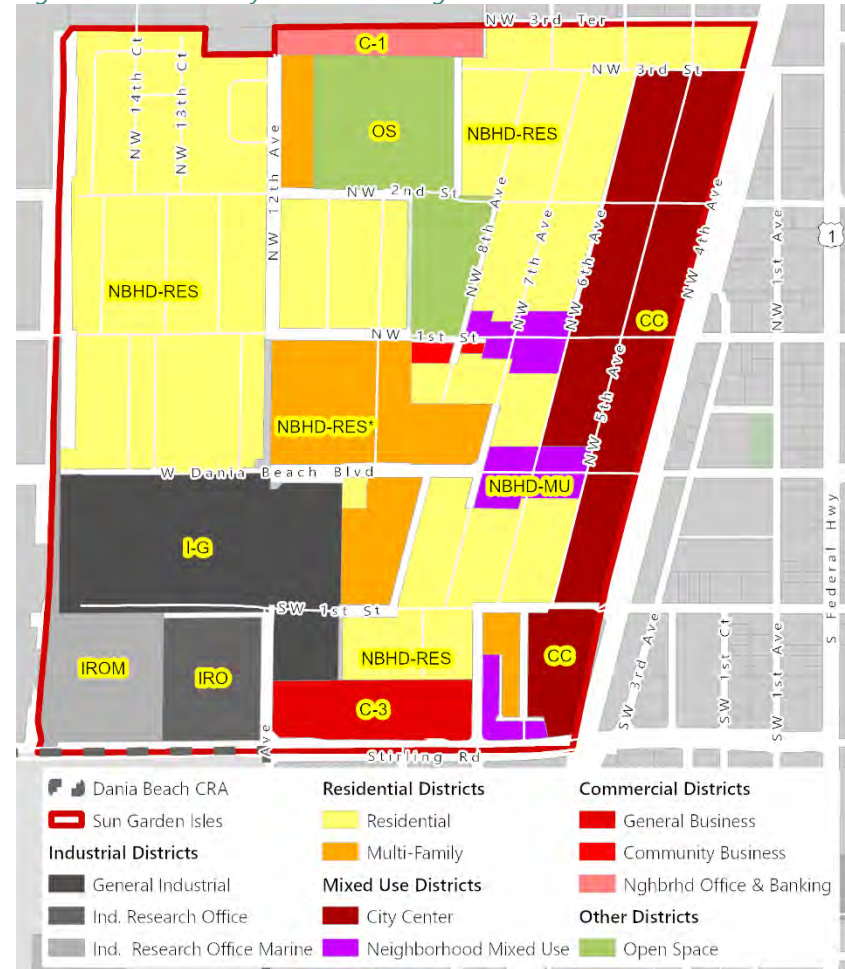 NW 3rd Ter
C-1
NW 3rd St
NW 14th Ct
NW 13th Ct
NW 12th Ave
OS
NBHD-RES
NW 2nd St
NW 8th Ave
NW 7th Ave
NW 6th Ave
NW 4th Ave
NW 1st Ave
1
NBHD-RES
NW 1st St
CC
NW 5th Ave
NBHD-RES*
W Dania Beach Blvd
NBHD-MU
I-G
S Federal Hwy
SW 1st St
IROM
IRO
NBHD-RES
CC
SW 3rd Ave
SW 1st Ct
SW 1st Ave
C-3
Ave
Stirling Rd
Dania Beach CRA
Sun Garden Isles
Industrial Districts
General Industrial
Ind. Research Office
Ind. Research Office Marine
Residential Districts
Residential
Multi-Family
Mixed Use Districts
City Center
Neighborhood Mixed Use
Commercial Districts
General Business
Community Business
Nghbrhd Office & Banking
Other Districts
Open Space